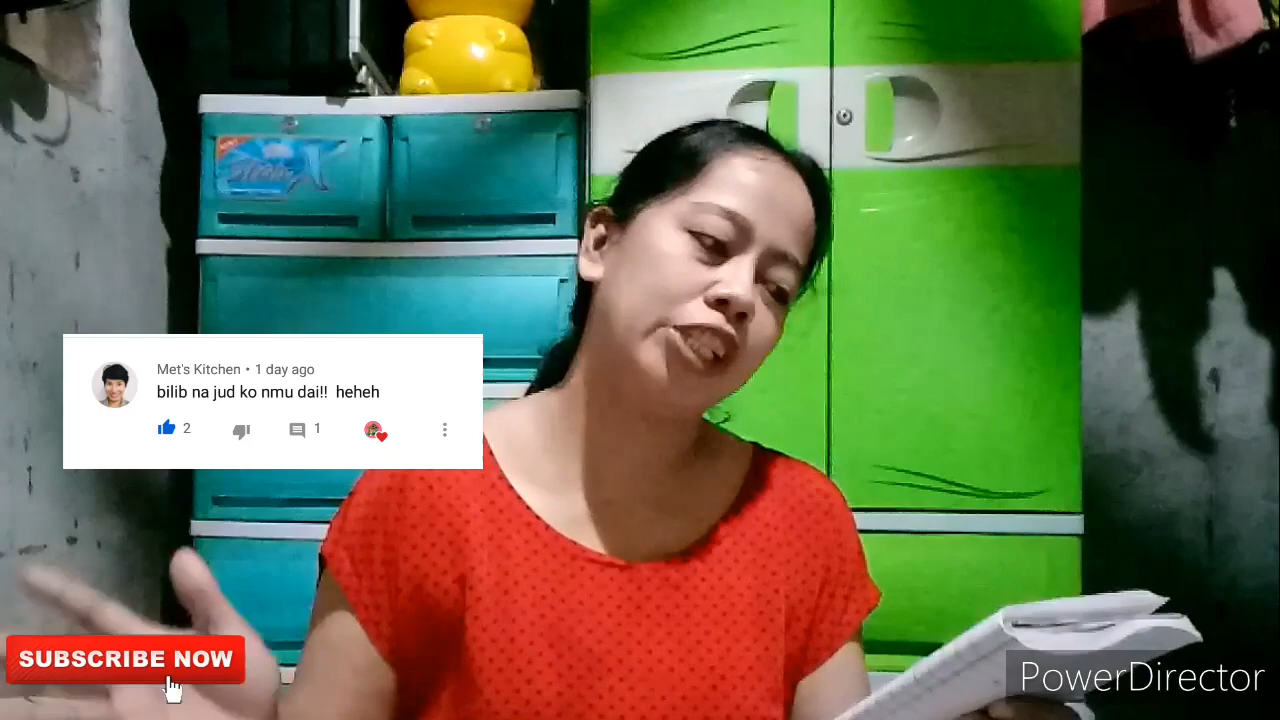 Met's Kitchen • 1 day ago
bilib na jud ko nmu dai!! heheh
2
1
SUBSCRIBE NOW
PowerDirector